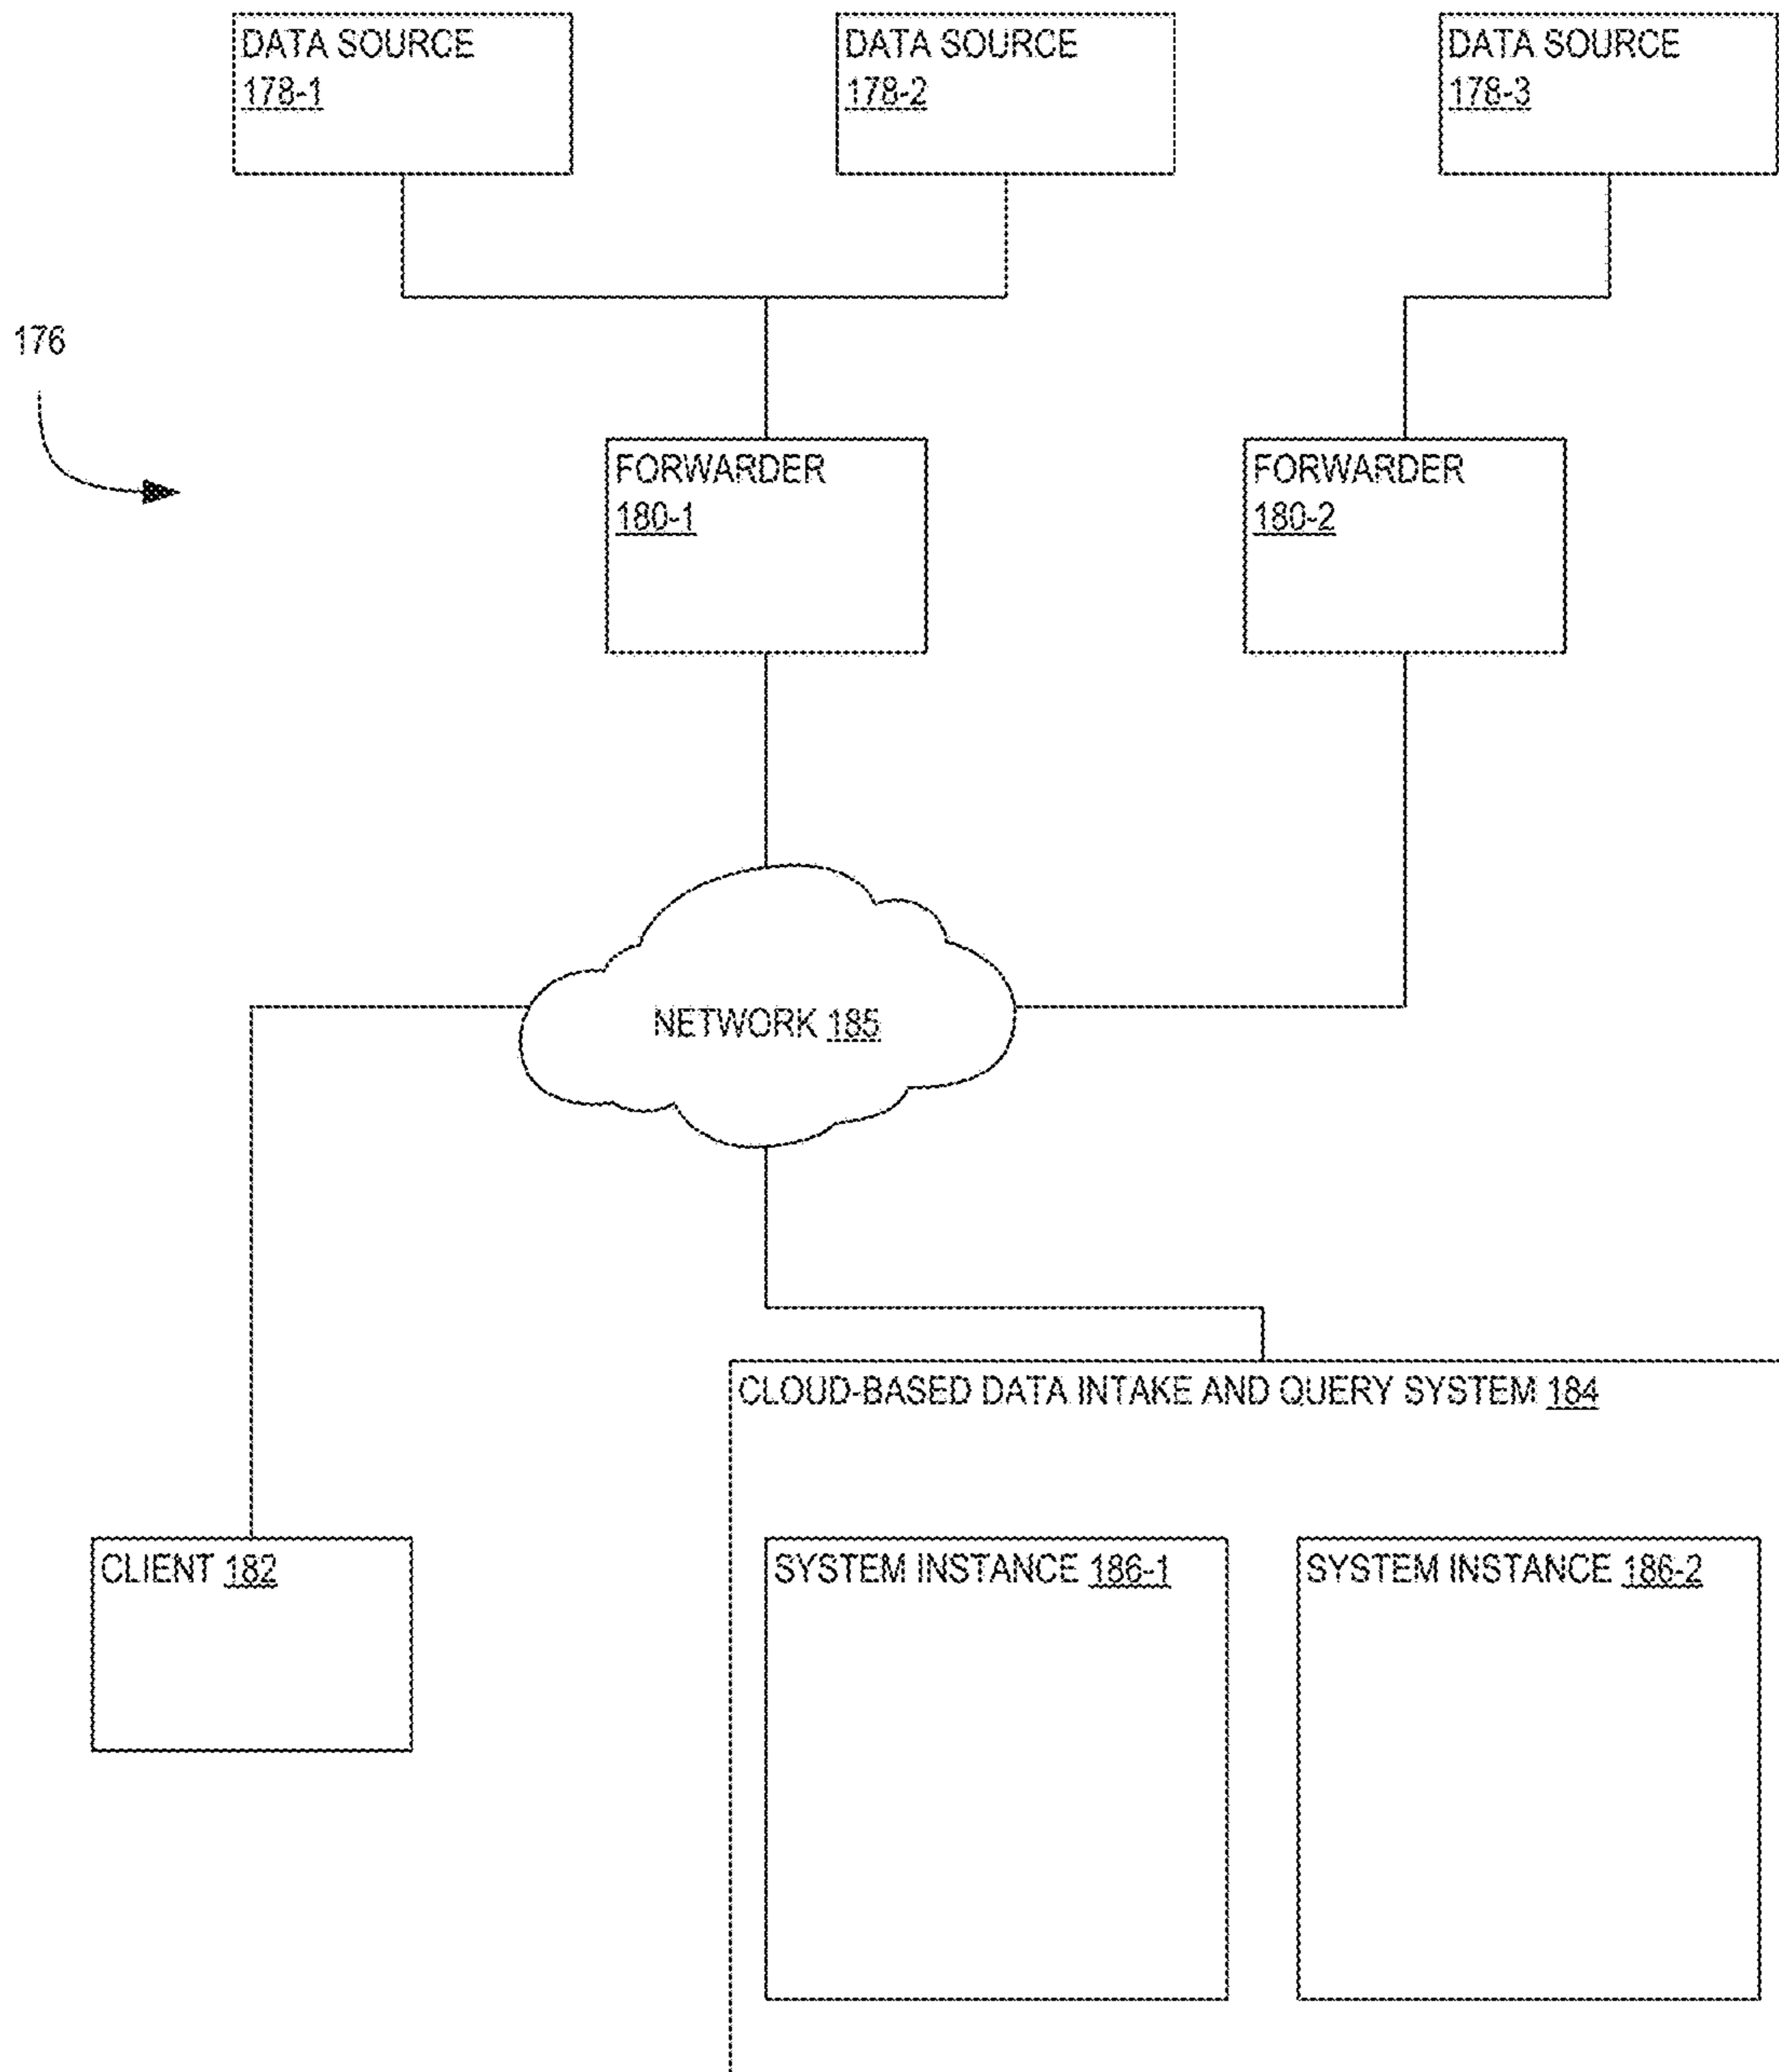 DATA SOURCE
178-1
DATA SOURCE
178-2
DATA SOURCE
178-3
176
FORWARDER
180-1
FORWARDER
180-2
NETWORK 185
CLOUD-BASED DATA INTAKE AND QUERY SYSTEM 184
CLIENT 182
SYSTEM INSTANCE 186-1
SYSTEM INSTANCE 186-2